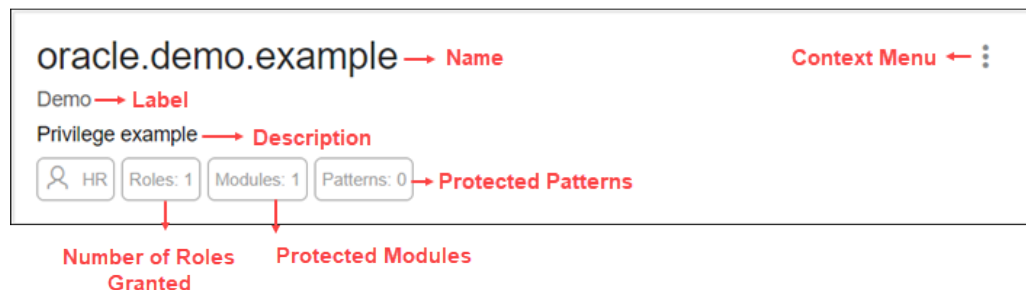 oracle.demo.example Name Context Menu
Demo Label
Privilege example Description
HR Roles: 1 Modules: 1 Patterns: 0 Protected Patterns
Number of Roles Protected Modules
Granted